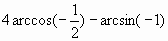 4 arccos(-1/2) - arcsin(-1)